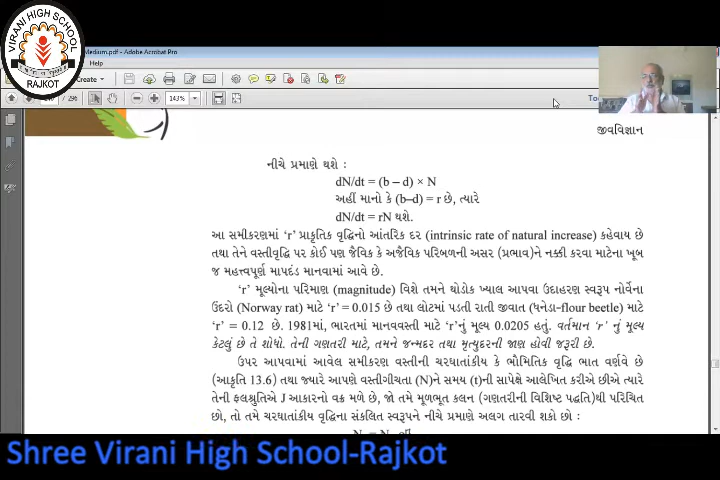 VIRANI HIGH SCHOOL
RAJKOT
Medium.pdf - Adobe Acrobat Pro
Help
Create
/ 296
143%
જીવવિજ્ઞાન
નીચે પ્રમાણે થશે :
dN/dt = (b – d) × N
અહીં માનો કે (b–d) = r છે, ત્યારે
dN/dt = rN થશે.
આ સમીકરણમાં ‘r’ પ્રાકૃતિક વૃદ્ધિનો આંતરિક દર (intrinsic rate of natural increase) કહેવાય છે
તથા તેને વસ્તીવૃદ્ધિ પર કોઈ પણ જૈવિક કે અજૈવિક પરિબળની અસર (પ્રભાવ)ને નક્કી કરવા માટેના ખૂબ
જ મહત્ત્વપૂર્ણ માપદંડ માનવામાં આવે છે.
‘r’ મૂલ્યોના પરિમાણ (magnitude) વિશે તમને થોડોક ખ્યાલ આપવા ઉદાહરણ સ્વરૂપ નોર્વેના
ઉંદરો (Norway rat) માટે ‘r’ = 0.015 છે તથા લોટમાં પડતી રાતી જીવાત (ધનેડા-flour beetle) માટે
‘r’ = 0.12 છે. 1981માં, ભારતમાં માનવવસ્તી માટે ‘r’નું મૂલ્ય 0.0205 હતું. વર્તમાન ‘r’ નું મૂલ્ય
કેટલું છે તે શોધો. તેની ગણતરી માટે, તમને જન્મદર તથા મૃત્યુદરની જાણ હોવી જરૂરી છે.
ઉપર આપવામાં આવેલ સમીકરણ વસ્તીની ચરઘાતાંકીય કે ભૌમિતિક વૃદ્ધિ ભાત વર્ણવે છે
(આકૃતિ 13.6) તથા જ્યારે આપણે વસ્તીગીચતા (N)ને સમય (t)ની સાપેક્ષે આલેખિત કરીએ છીએ ત્યારે
તેની ફલશ્રુતિએ J આકારનો વક્ર મળે છે, જો તમે મૂળભૂત કલન (ગણતરીની વિશિષ્ટ પદ્ધતિ)થી પરિચિત
છો, તો તમે ચરઘાતાંકીય વૃદ્ધિના સંકલિત સ્વરૂપને નીચે પ્રમાણે અલગ તારવી શકો છો :
Shree Virani High School-Rajkot